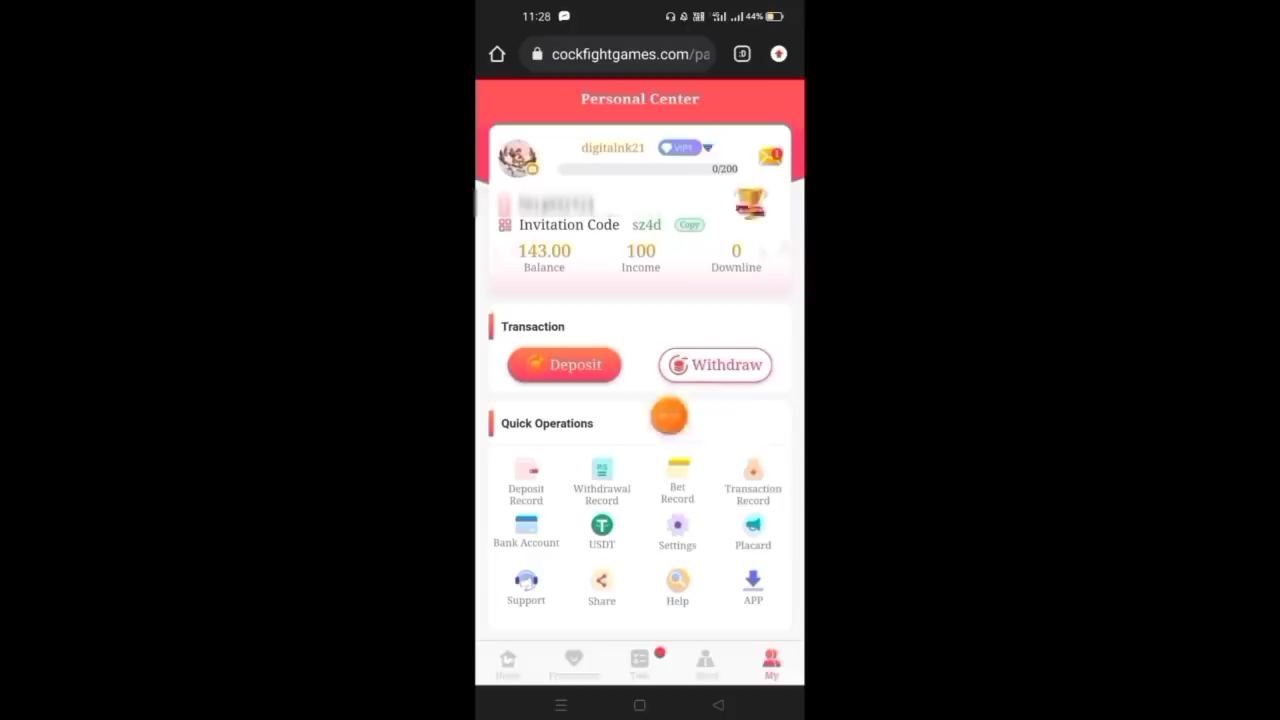 11:28 44%
cockfightgames.com/pa :D
Personal Center
digitalnk21 VIP1
0/200
Invitation Code sz4d Copy
143.00 100 0
Balance Income Downline
Transaction
Deposit Withdraw
Quick Operations
Deposit Record Withdrawal Record Bet Record Transaction Record
Bank Account USDT Settings Placard
Support Share Help APP
Home My